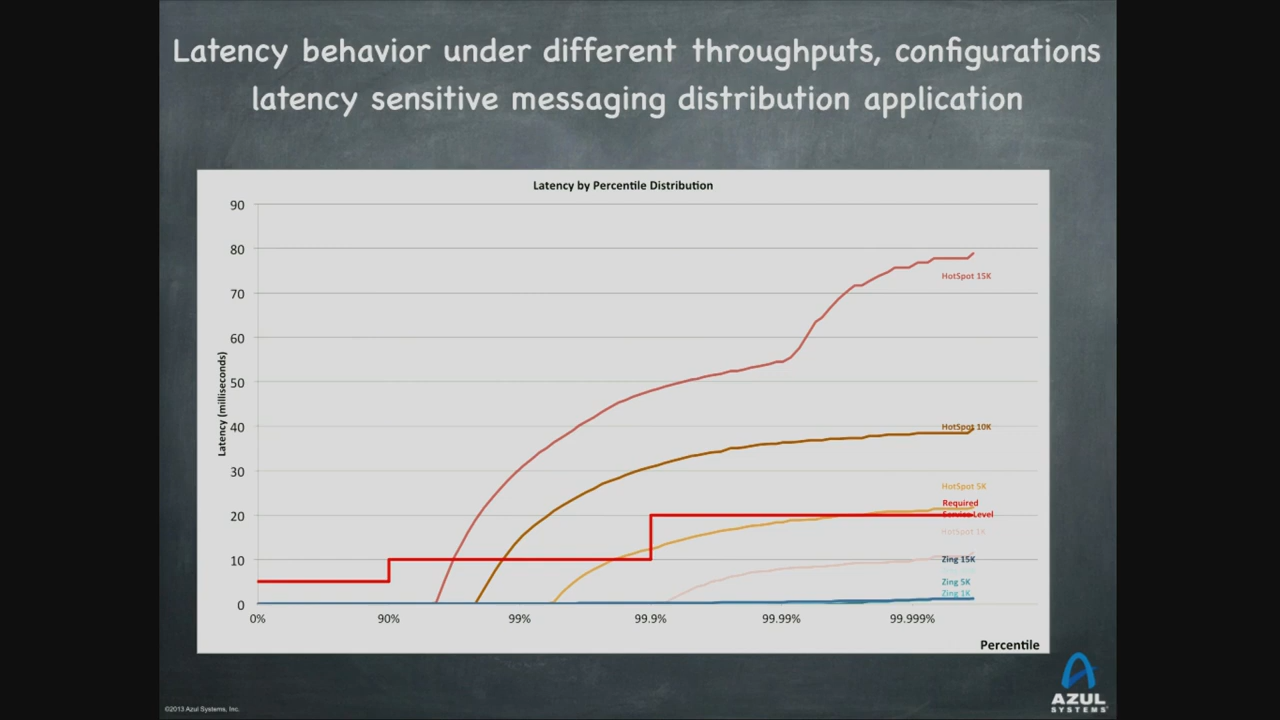 Latency behavior under different throughputs, configurations
latency sensitive messaging distribution application
Latency by Percentile Distribution
90
80
70
60
50
40
30
20
10
0
Latency (milliseconds)
HotSpot 15K
HotSpot 10K
HotSpot 5K
Required
Service Level
HotSpot 1K
Zing 15K
Zing 5K
Zing 1K
0%
90%
99%
99.9%
99.99%
99.999%
Percentile
AZUL
SYSTEMS
©2013 Azul Systems, Inc.